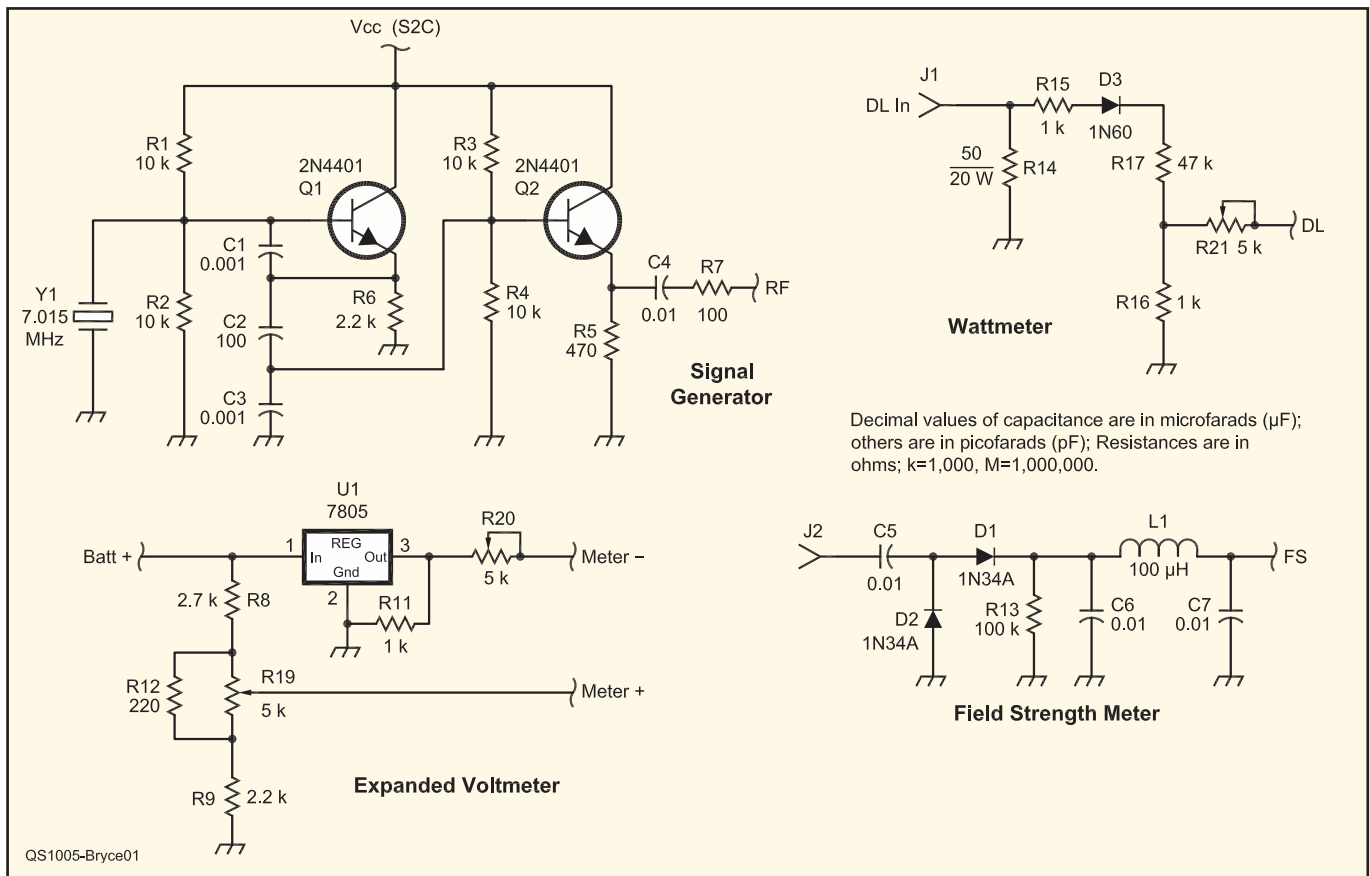 Vcc (S2C)
R1
10 k
2N4401
Q1
R3
10 k
2N4401
Q2
C1
0.001
Y1
7.015
MHz
R2
10 k
C2
100
R6
2.2 k
R4
10 k
C4
0.01
R7
100
RF
R5
470
C3
0.001
Signal
Generator
J1
DL In
R15
1 k
D3
1N60
50
20 W
R14
R17
47 k
R21 5 k
DL
R16
1 k
Wattmeter
Decimal values of capacitance are in microfarads (µF);
others are in picofarads (pF); Resistances are in
ohms; k=1,000, M=1,000,000.
U1
7805
Batt +
1
REG
In
Out
Gnd
3
2
R20
5 k
Meter –
2.7 k
R8
R11
1 k
R12
220
R19
5 k
Meter +
R9
2.2 k
Expanded Voltmeter
J2
C5
0.01
D1
1N34A
L1
100 µH
FS
D2
1N34A
R13
100 k
C6
0.01
C7
0.01
Field Strength Meter
QS1005-Bryce01